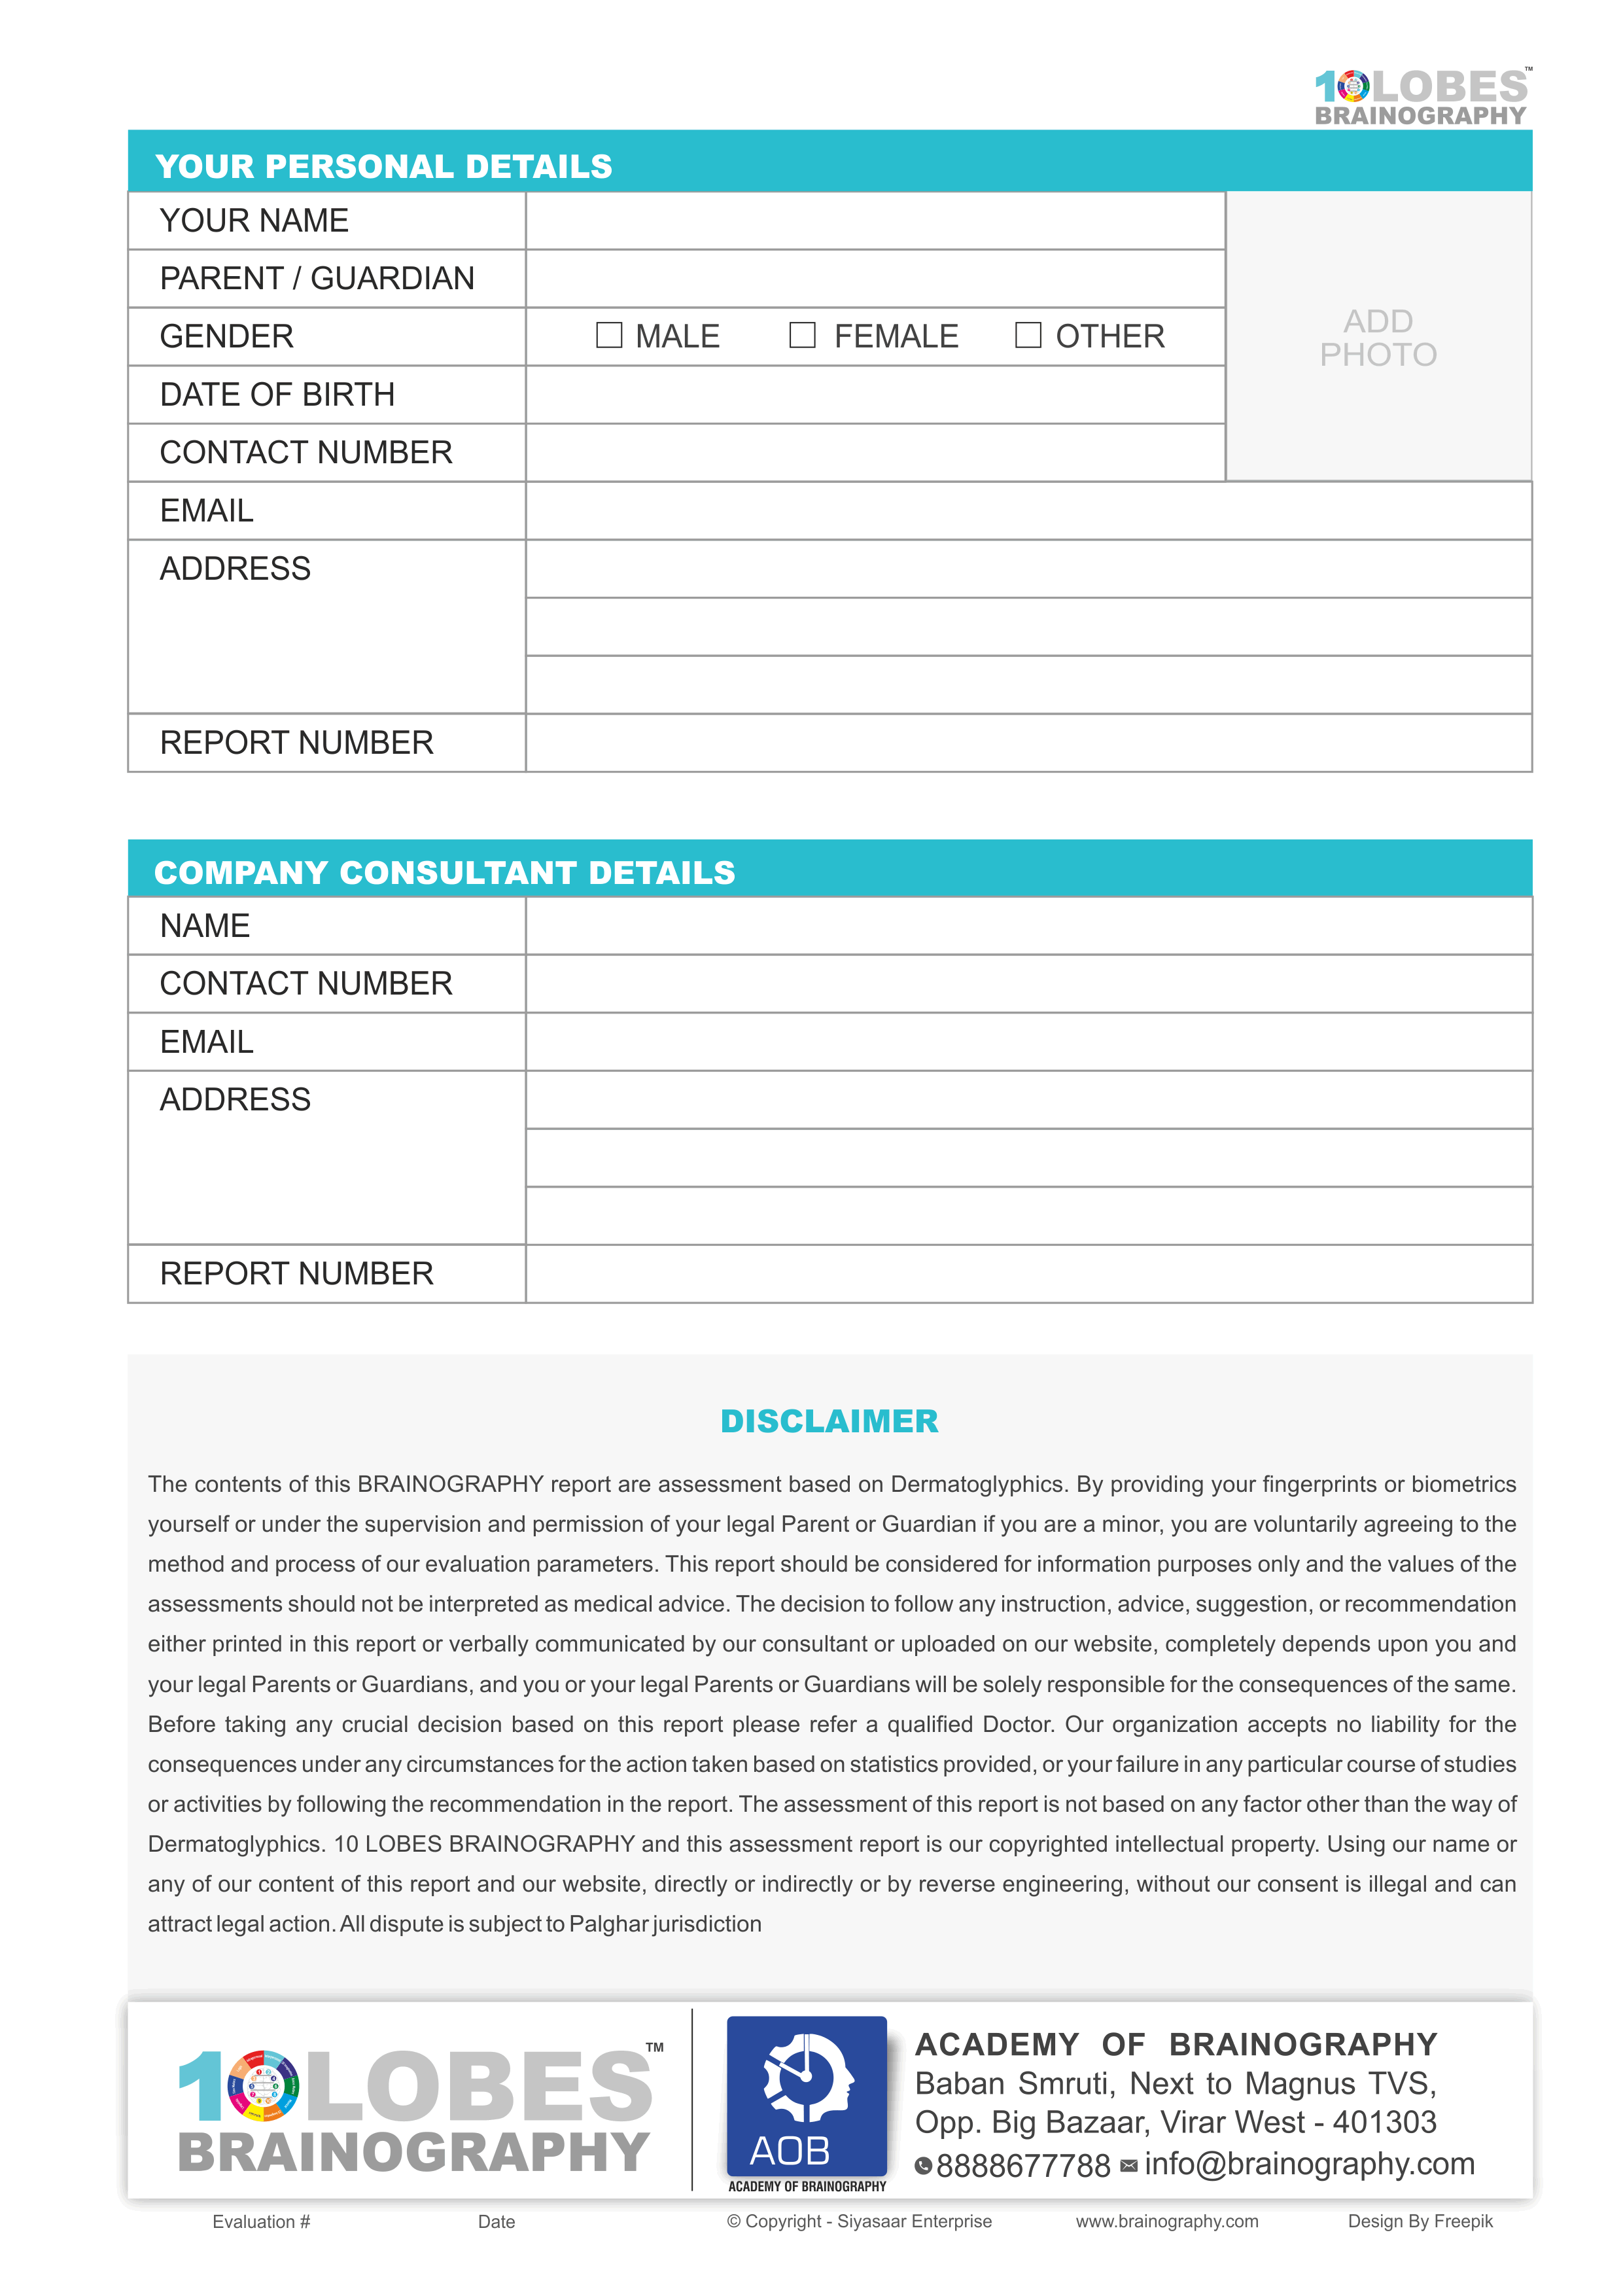 10LOBES™
BRAINOGRAPHY
YOUR PERSONAL DETAILS
YOUR NAME
PARENT / GUARDIAN
GENDER MALE FEMALE OTHER
ADD
PHOTO
DATE OF BIRTH
CONTACT NUMBER
EMAIL
ADDRESS
REPORT NUMBER
COMPANY CONSULTANT DETAILS
NAME
CONTACT NUMBER
EMAIL
ADDRESS
REPORT NUMBER
DISCLAIMER
The contents of this BRAINOGRAPHY report are assessment based on Dermatoglyphics. By providing your fingerprints or biometrics
yourself or under the supervision and permission of your legal Parent or Guardian if you are a minor, you are voluntarily agreeing to the
method and process of our evaluation parameters. This report should be considered for information purposes only and the values of the
assessments should not be interpreted as medical advice. The decision to follow any instruction, advice, suggestion, or recommendation
either printed in this report or verbally communicated by our consultant or uploaded on our website, completely depends upon you and
your legal Parents or Guardians, and you or your legal Parents or Guardians will be solely responsible for the consequences of the same.
Before taking any crucial decision based on this report please refer a qualified Doctor. Our organization accepts no liability for the
consequences under any circumstances for the action taken based on statistics provided, or your failure in any particular course of studies
or activities by following the recommendation in the report. The assessment of this report is not based on any factor other than the way of
Dermatoglyphics. 10 LOBES BRAINOGRAPHY and this assessment report is our copyrighted intellectual property. Using our name or
any of our content of this report and our website, directly or indirectly or by reverse engineering, without our consent is illegal and can
attract legal action. All dispute is subject to Palghar jurisdiction
10LOBES™
BRAINOGRAPHY
AOB
ACADEMY OF BRAINOGRAPHY
ACADEMY OF BRAINOGRAPHY
Baban Smruti, Next to Magnus TVS,
Opp. Big Bazaar, Virar West - 401303
8888677788 info@brainography.com
Evaluation # Date © Copyright - Siyasaar Enterprise www.brainography.com Design By Freepik